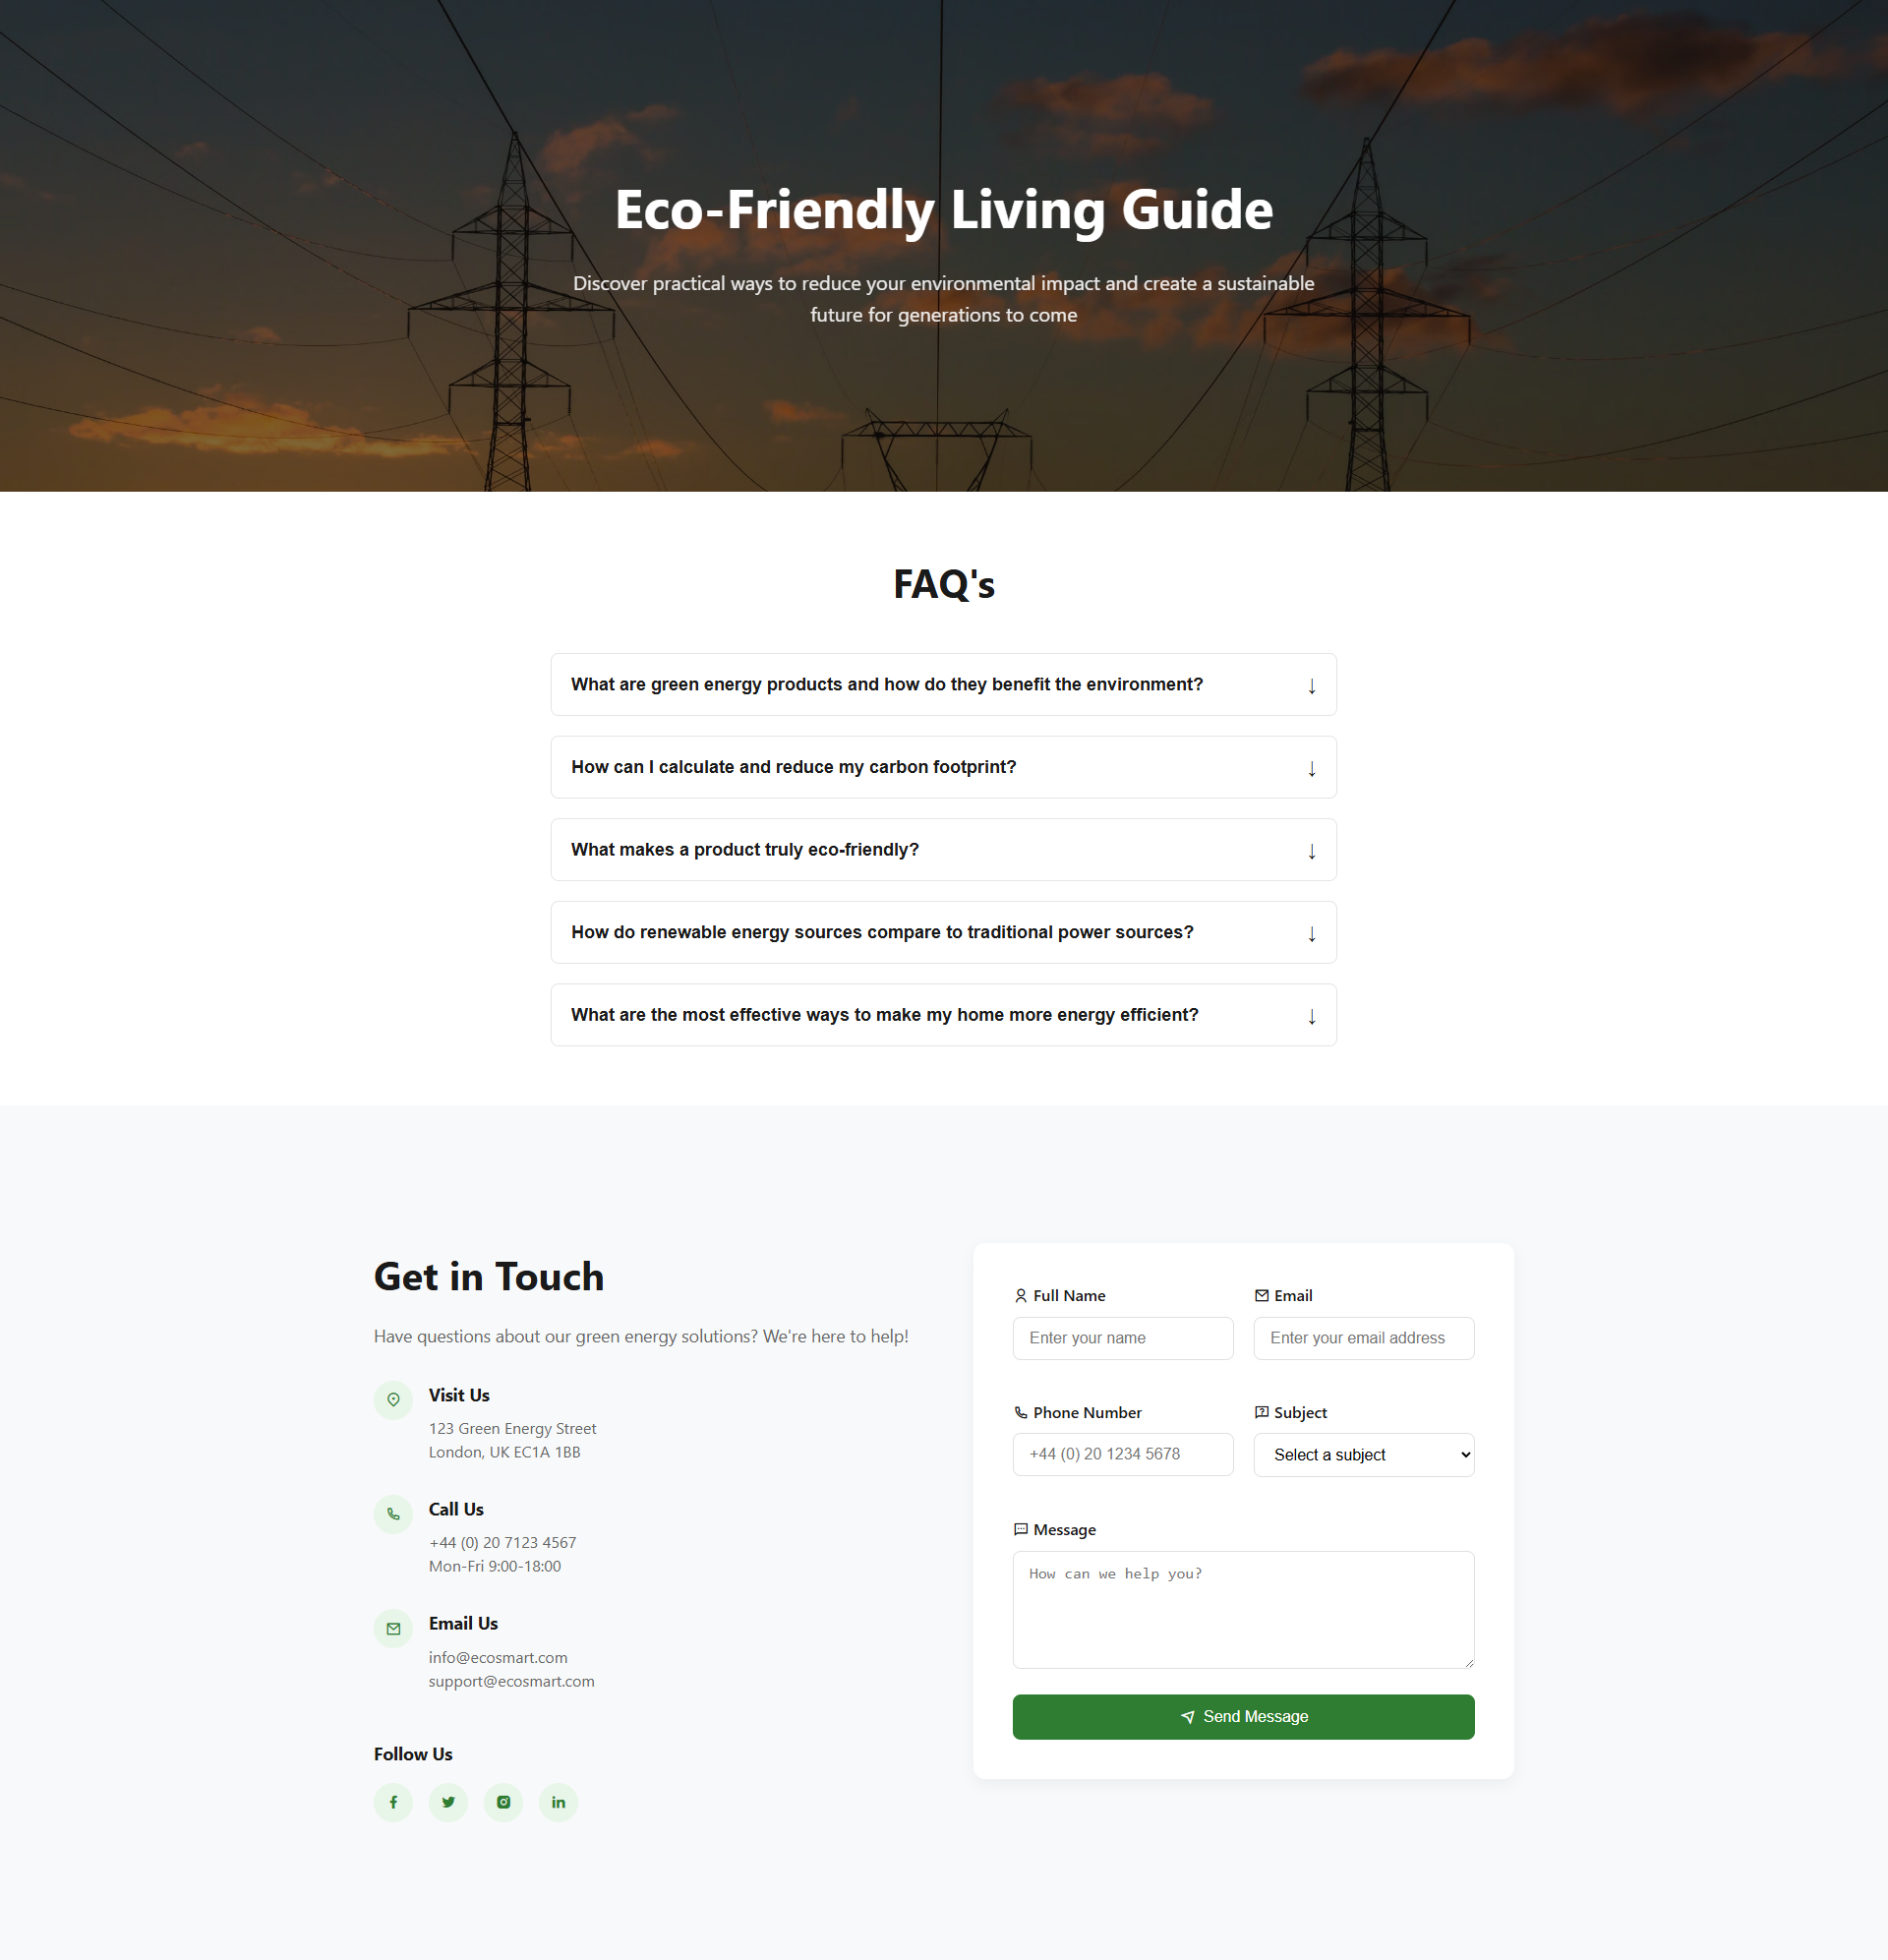 Eco-Friendly Living Guide
Discover practical ways to reduce your environmental impact and create a sustainable
future for generations to come
FAQ's
What are green energy products and how do they benefit the environment?
How can I calculate and reduce my carbon footprint?
What makes a product truly eco-friendly?
How do renewable energy sources compare to traditional power sources?
What are the most effective ways to make my home more energy efficient?
Get in Touch
Have questions about our green energy solutions? We're here to help!
Visit Us
123 Green Energy Street
London, UK EC1A 1BB
Call Us
+44 (0) 20 7123 4567
Mon-Fri 9:00-18:00
Email Us
info@ecosmart.com
support@ecosmart.com
Follow Us
Full Name
Enter your name
Email
Enter your email address
Phone Number
+44 (0) 20 1234 5678
Subject
Select a subject
Message
How can we help you?
Send Message